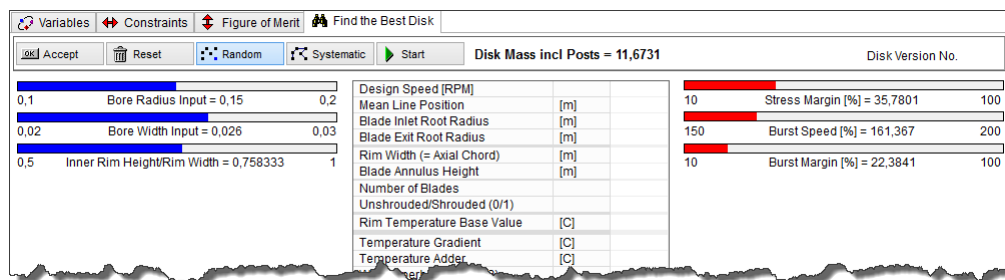 Variables Constraints Figure of Merit Find the Best Disk
OK Accept Reset Random Systematic Start Disk Mass incl Posts = 11,6731 Disk Version No.
0,1 Bore Radius Input = 0,15 0,2
0,02 Bore Width Input = 0,026 0,03
0,5 Inner Rim Height/Rim Width = 0,758333 1
Design Speed [RPM]
Mean Line Position [m]
Blade Inlet Root Radius [m]
Blade Exit Root Radius [m]
Rim Width (= Axial Chord) [m]
Blade Annulus Height [m]
Number of Blades
Unshrouded/Shrouded (0/1)
Rim Temperature Base Value [C]
Temperature Gradient [C]
Temperature Adder [C]
10 Stress Margin [%] = 35,7801 100
150 Burst Speed [%] = 161,367 200
10 Burst Margin [%] = 22,3841 100